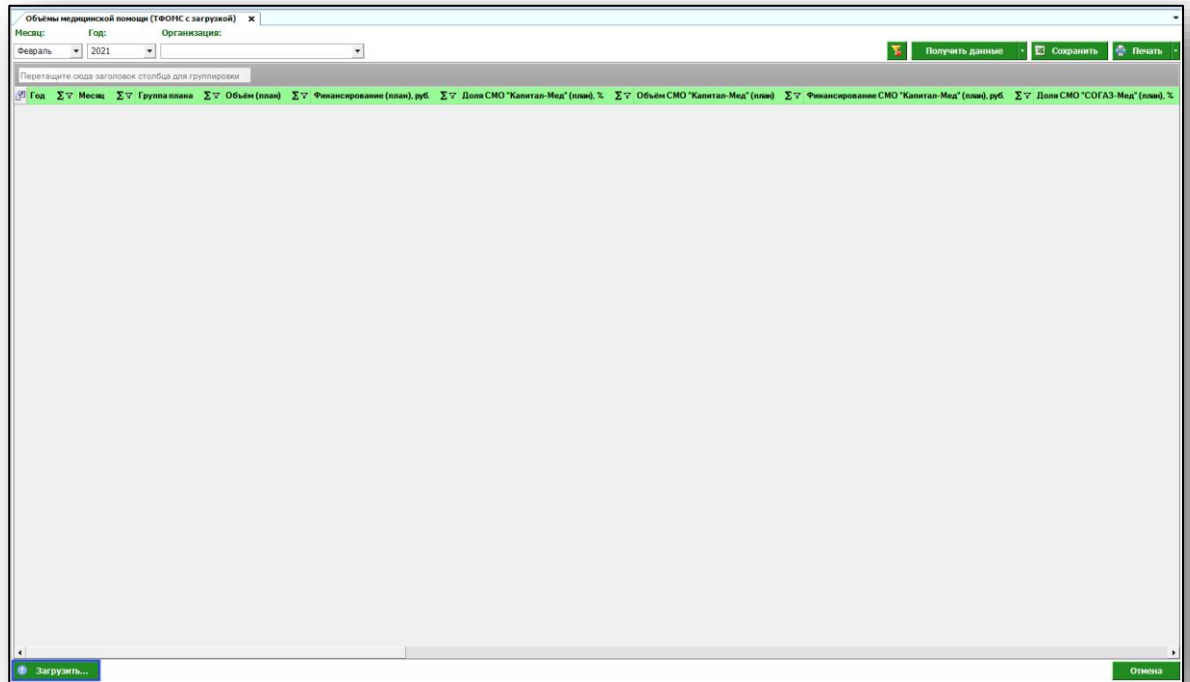 Объёмы медицинской помощи (ТФОМС с загрузкой) x
Месяц: Год: Организация:
Февраль 2021 Получить данные Сохранить Печать
Перетащите сюда заголовок столбца для группировки
Год Σ Месяц Σ Группа плана Σ Объём (план) Σ Финансирование (план), руб. Σ Доля СМО "Капитал-Мед" (план), % Σ Объём СМО "Капитал-Мед" (план) Σ Финансирование СМО "Капитал-Мед" (план), руб. Σ Доля СМО "СОГАЗ-Мед" (план), %
Загрузить... Отмена